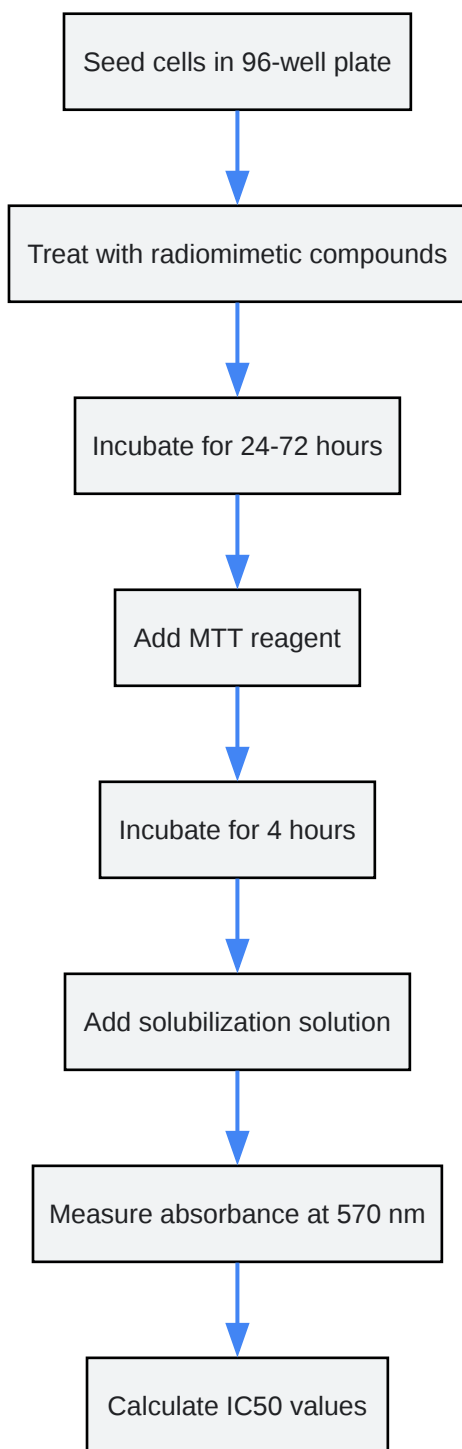 Seed cells in 96-well plate
Treat with radiomimetic compounds
Incubate for 24-72 hours
Add MTT reagent
Incubate for 4 hours
Add solubilization solution
Measure absorbance at 570 nm
Calculate IC50 values